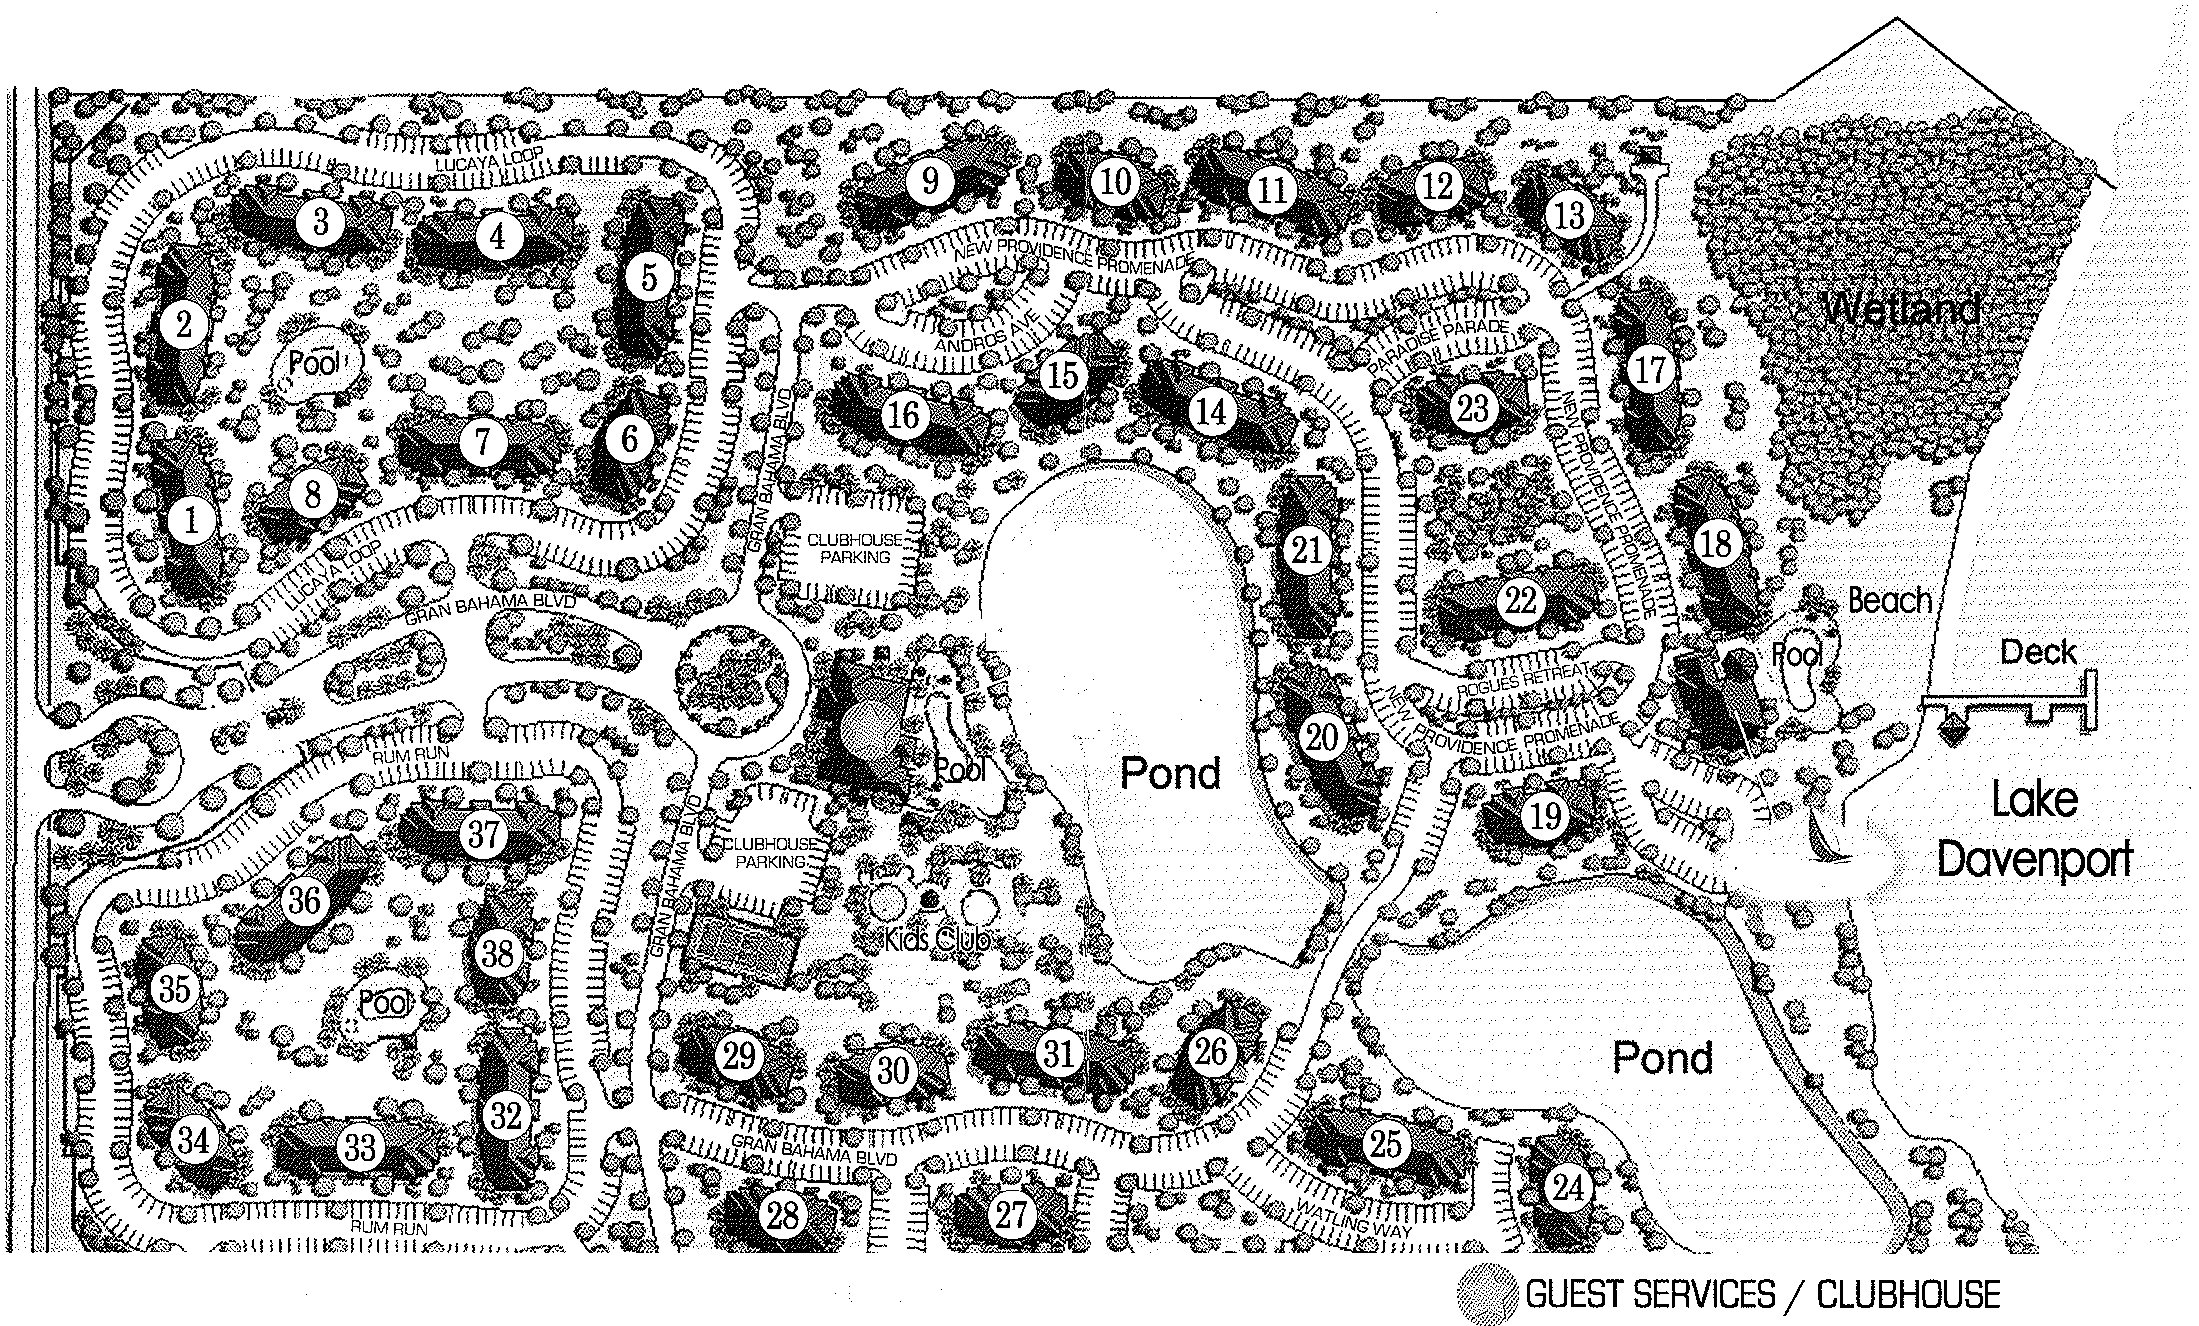 LUCAYA LOOP
9
10
11
12
13
3
4
5
2
NEW PROVIDENCE PROMENADE
Wetland
ANDROS AVE
PARADISE PARADE
Pool
15
17
16
14
23
GRAN BAHAMA BLVD
NEW PROVIDENCE PROMENADE
7
6
8
1
CLUBHOUSE
PARKING
21
18
LUCAYA LOOP
GRAN BAHAMA BLVD
22
Beach
Deck
Pool
ROGUES RETREAT
NEW PROVIDENCE PROMENADE
20
RUM RUN
Pool
Pond
Lake
Davenport
19
37
GRAN BAHAMA BLVD
CLUBHOUSE
PARKING
36
Kids Club
38
35
Pool
29
30
31
26
Pond
34
33
32
GRAN BAHAMA BLVD
25
24
28
27
WATLING WAY
RUM RUN
GUEST SERVICES / CLUBHOUSE